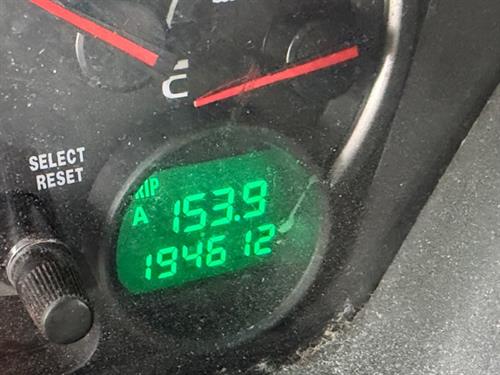 C
SELECT
RESET
TRIP
A 153.9
194612